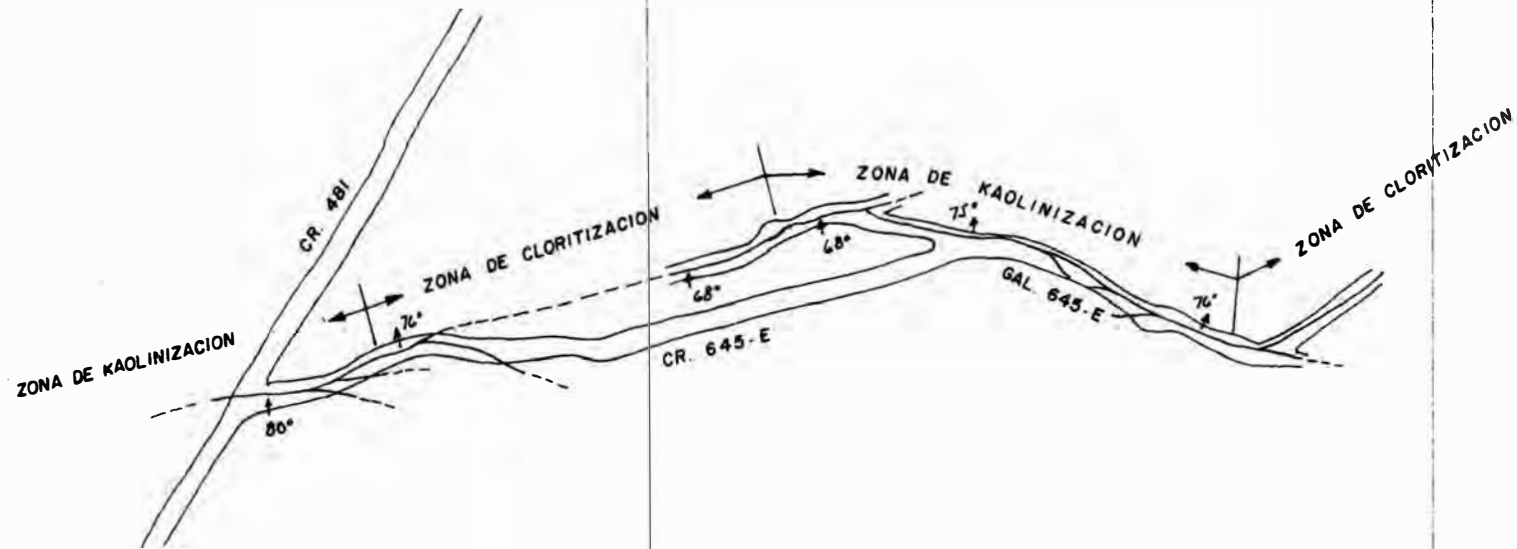 CR. 481
ZONA DE CLORITIZACION
ZONA DE KAOLINIZACION
ZONA DE CLORITIZACION
ZONA DE KAOLINIZACION
75°
68°
68°
76°
76°
80°
GAL. 645-E
CR. 645-E